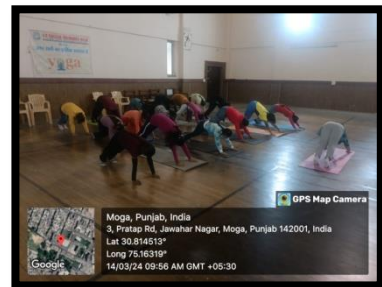 yoga
GPS Map Camera
Moga, Punjab, India
3, Pratap Rd, Jawahar Nagar, Moga, Punjab 142001, India
Lat 30.814513°
Long 75.16319°
14/03/24 09:56 AM GMT +05:30
Google